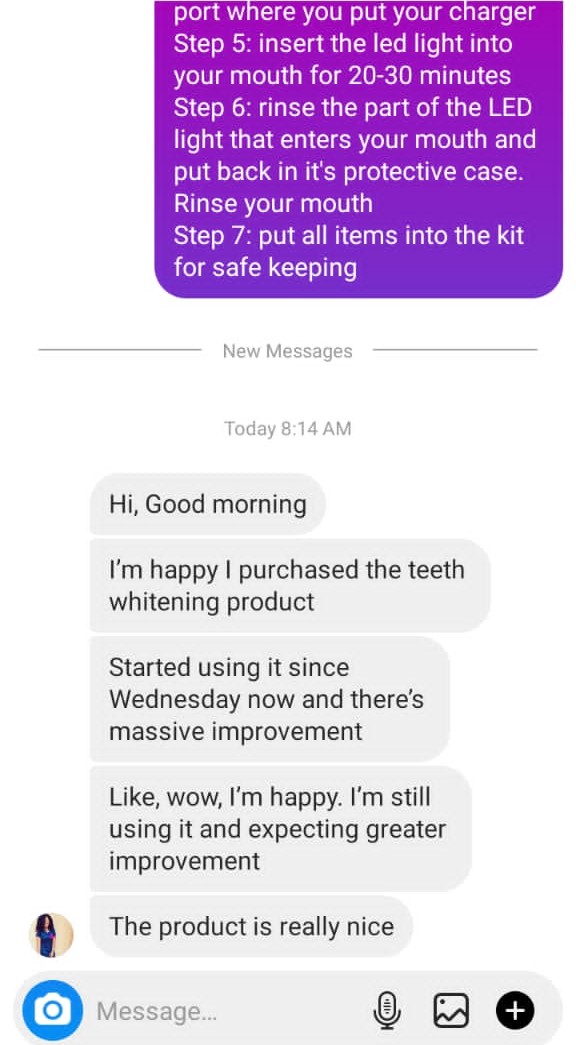 port where you put your charger
Step 5: insert the led light into
your mouth for 20-30 minutes
Step 6: rinse the part of the LED
light that enters your mouth and
put back in it's protective case.
Rinse your mouth
Step 7: put all items into the kit
for safe keeping
New Messages
Today 8:14 AM
Hi, Good morning
I'm happy I purchased the teeth
whitening product
Started using it since
Wednesday now and there’s
massive improvement
Like, wow, I’m happy. I’m still
using it and expecting greater
improvement
The product is really nice
Message...